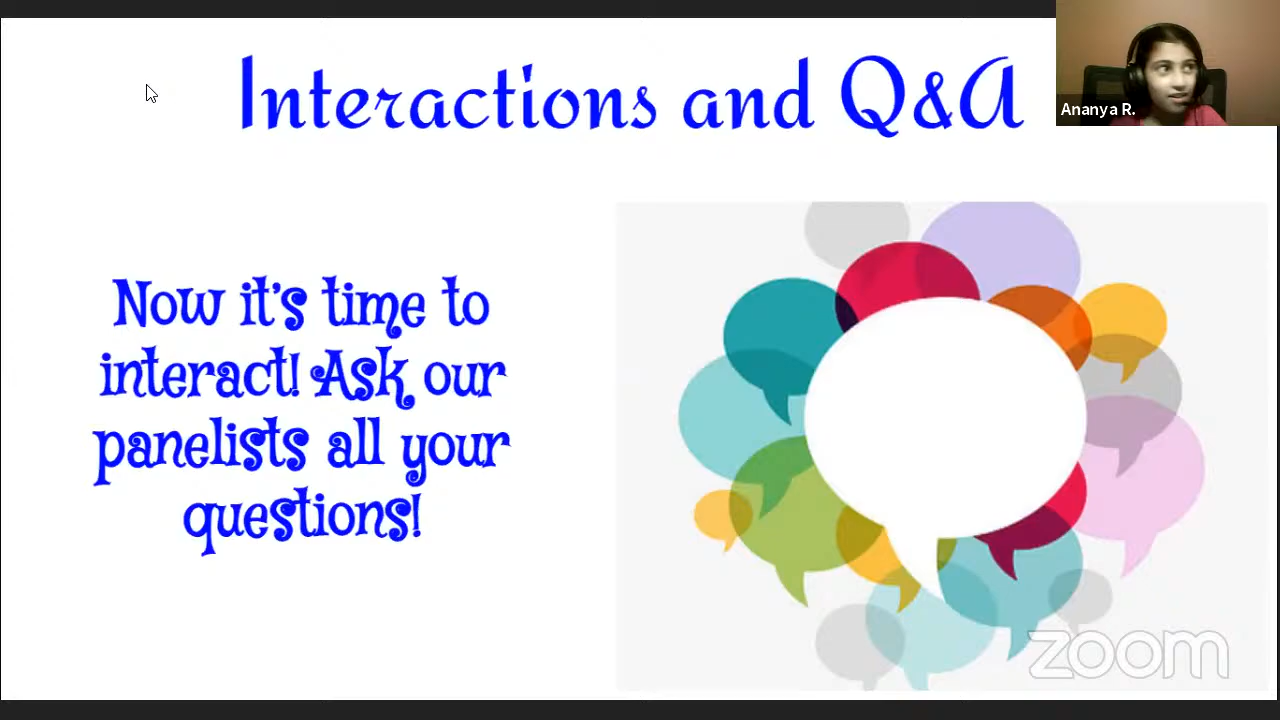 Interactions and Q&A
Ananya R.
Now it's time to
interact! Ask our
panelists all your
questions!
zoom